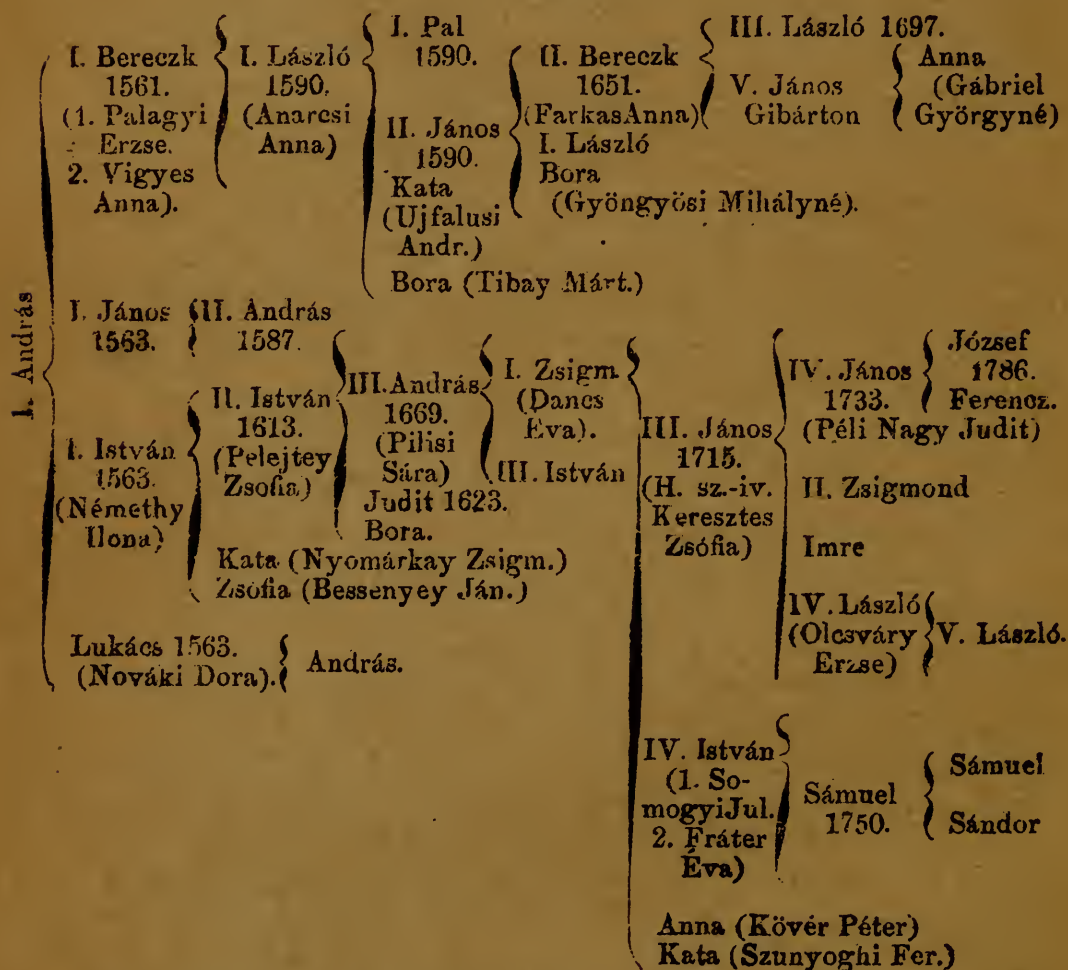 I. András
I. Bereczk
1561.
(1. Palagyi
Erzse.
2. Vigyes
Anna).
I. László
1590.
(Anarcsi
Anna)
I. Pal
1590.
II. János
1590.
Kata
(Ujfalusi
Andr.)
Bora (Tibay Márt.)
II. Bereczk
1651.
(FarkasAnna)
I. László
Bora
(Gyöngyösi Mihályné).
III. László 1697.
V. János
Gibárton
Anna
(Gábriel
Györgyné)
I. János
1563.
II. András
1587.
I. István
1563.
(Némethy
Ilona)
II. István
1613.
(Pelejtey
Zsofia)
Kata (Nyomárkay Zsigm.)
Zsófia (Bessenyey Ján.)
III. András
1669.
(Pilisi
Sára)
Judit 1623.
Bora.
I. Zsigm
(Dancs
Eva).
III. István
III. János
1715.
(H. sz.-iv.
Keresztes
Zsófia)
IV. János
1733.
(Péli Nagy Judit)
József
1786.
Ferencz.
II. Zsigmond
Imre
IV. László
(Olcsváry
Erzse)
V. László.
IV. István
(1. So-
mogyiJul.
2. Fráter
Éva)
Sámuel
1750.
Sámuel
Sándor
Anna (Kövér Péter)
Kata (Szunyoghi Fer.)
Lukács 1563.
(Nováki Dora).
András.